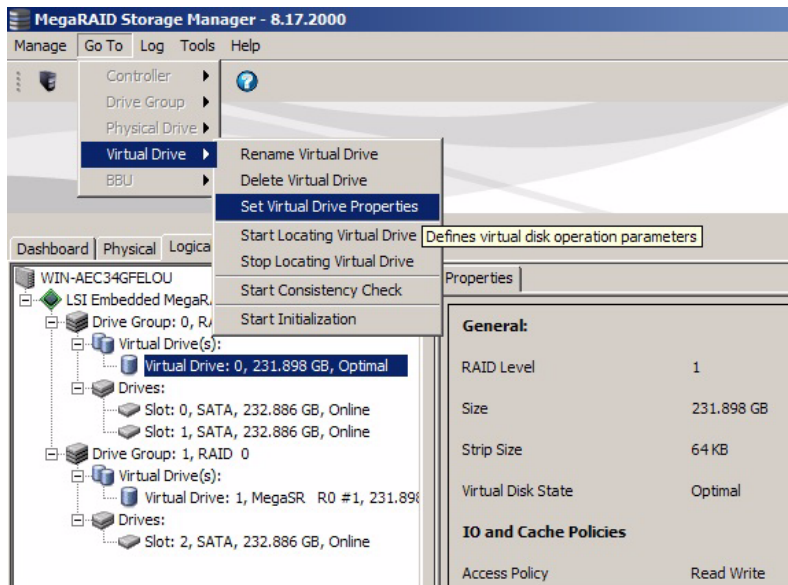 MegaRAID Storage Manager - 8.17.2000
Manage Go To Log Tools Help
Controller
Drive Group
Physical Drive
Virtual Drive
BBU
Rename Virtual Drive
Delete Virtual Drive
Set Virtual Drive Properties
Start Locating Virtual Drive
Defines virtual disk operation parameters
Stop Locating Virtual Drive
Start Consistency Check
Start Initialization
Dashboard Physical Logica
WIN-AEC34GFELOU
LSI Embedded MegaR
Drive Group: 0, RA
Virtual Drive(s):
Virtual Drive: 0, 231.898 GB, Optimal
Drives:
Slot: 0, SATA, 232.886 GB, Online
Slot: 1, SATA, 232.886 GB, Online
Drive Group: 1, RAID 0
Virtual Drive(s):
Virtual Drive: 1, MegaSR R0 #1, 231.898
Drives:
Slot: 2, SATA, 232.886 GB, Online
Properties
General:
RAID Level 1
Size 231.898 GB
Strip Size 64 KB
Virtual Disk State Optimal
IO and Cache Policies
Access Policy Read Write